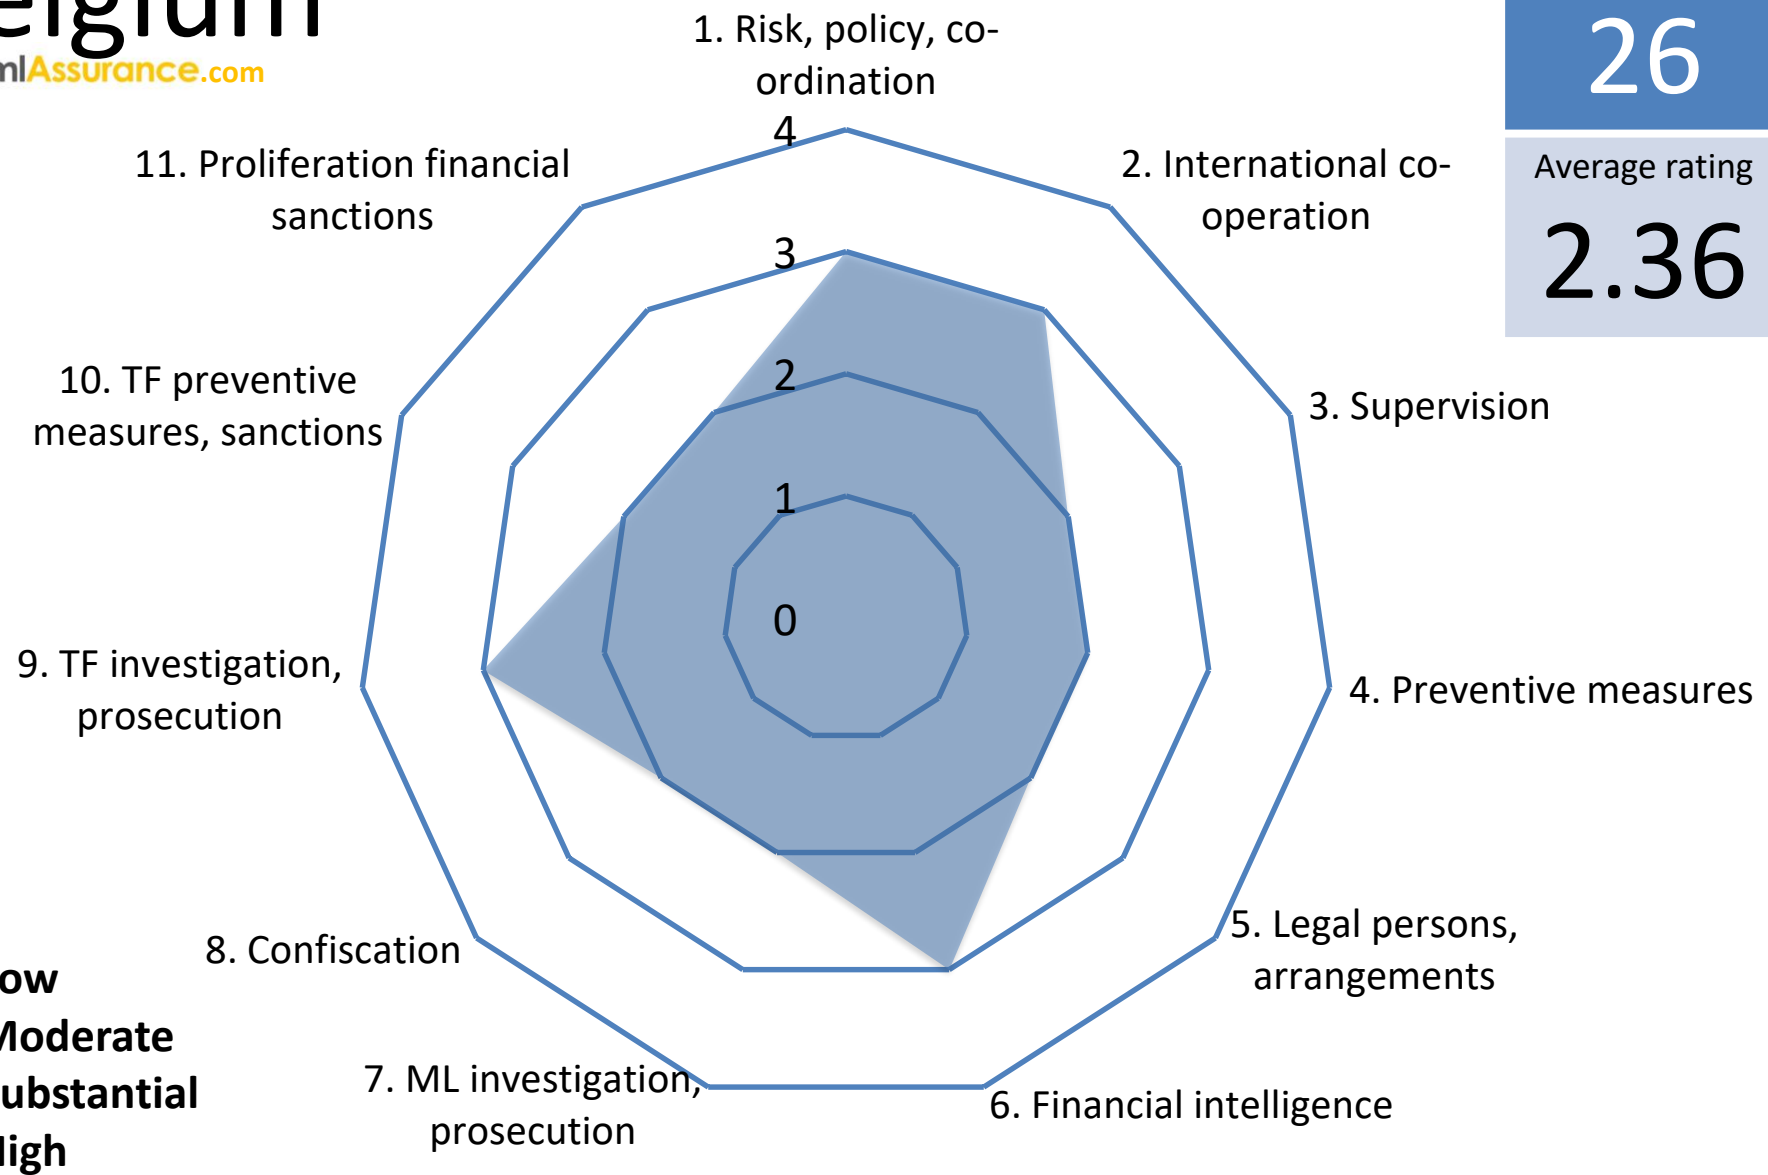 elgium
mlAssurance.com
26
Average rating
2.36
1. Risk, policy, co-
ordination
2. International co-
operation
3. Supervision
4. Preventive measures
5. Legal persons,
arrangements
6. Financial intelligence
7. ML investigation,
prosecution
8. Confiscation
9. TF investigation,
prosecution
10. TF preventive
measures, sanctions
11. Proliferation financial
sanctions
4
3
2
1
0
ow
Moderate
ubstantial
High